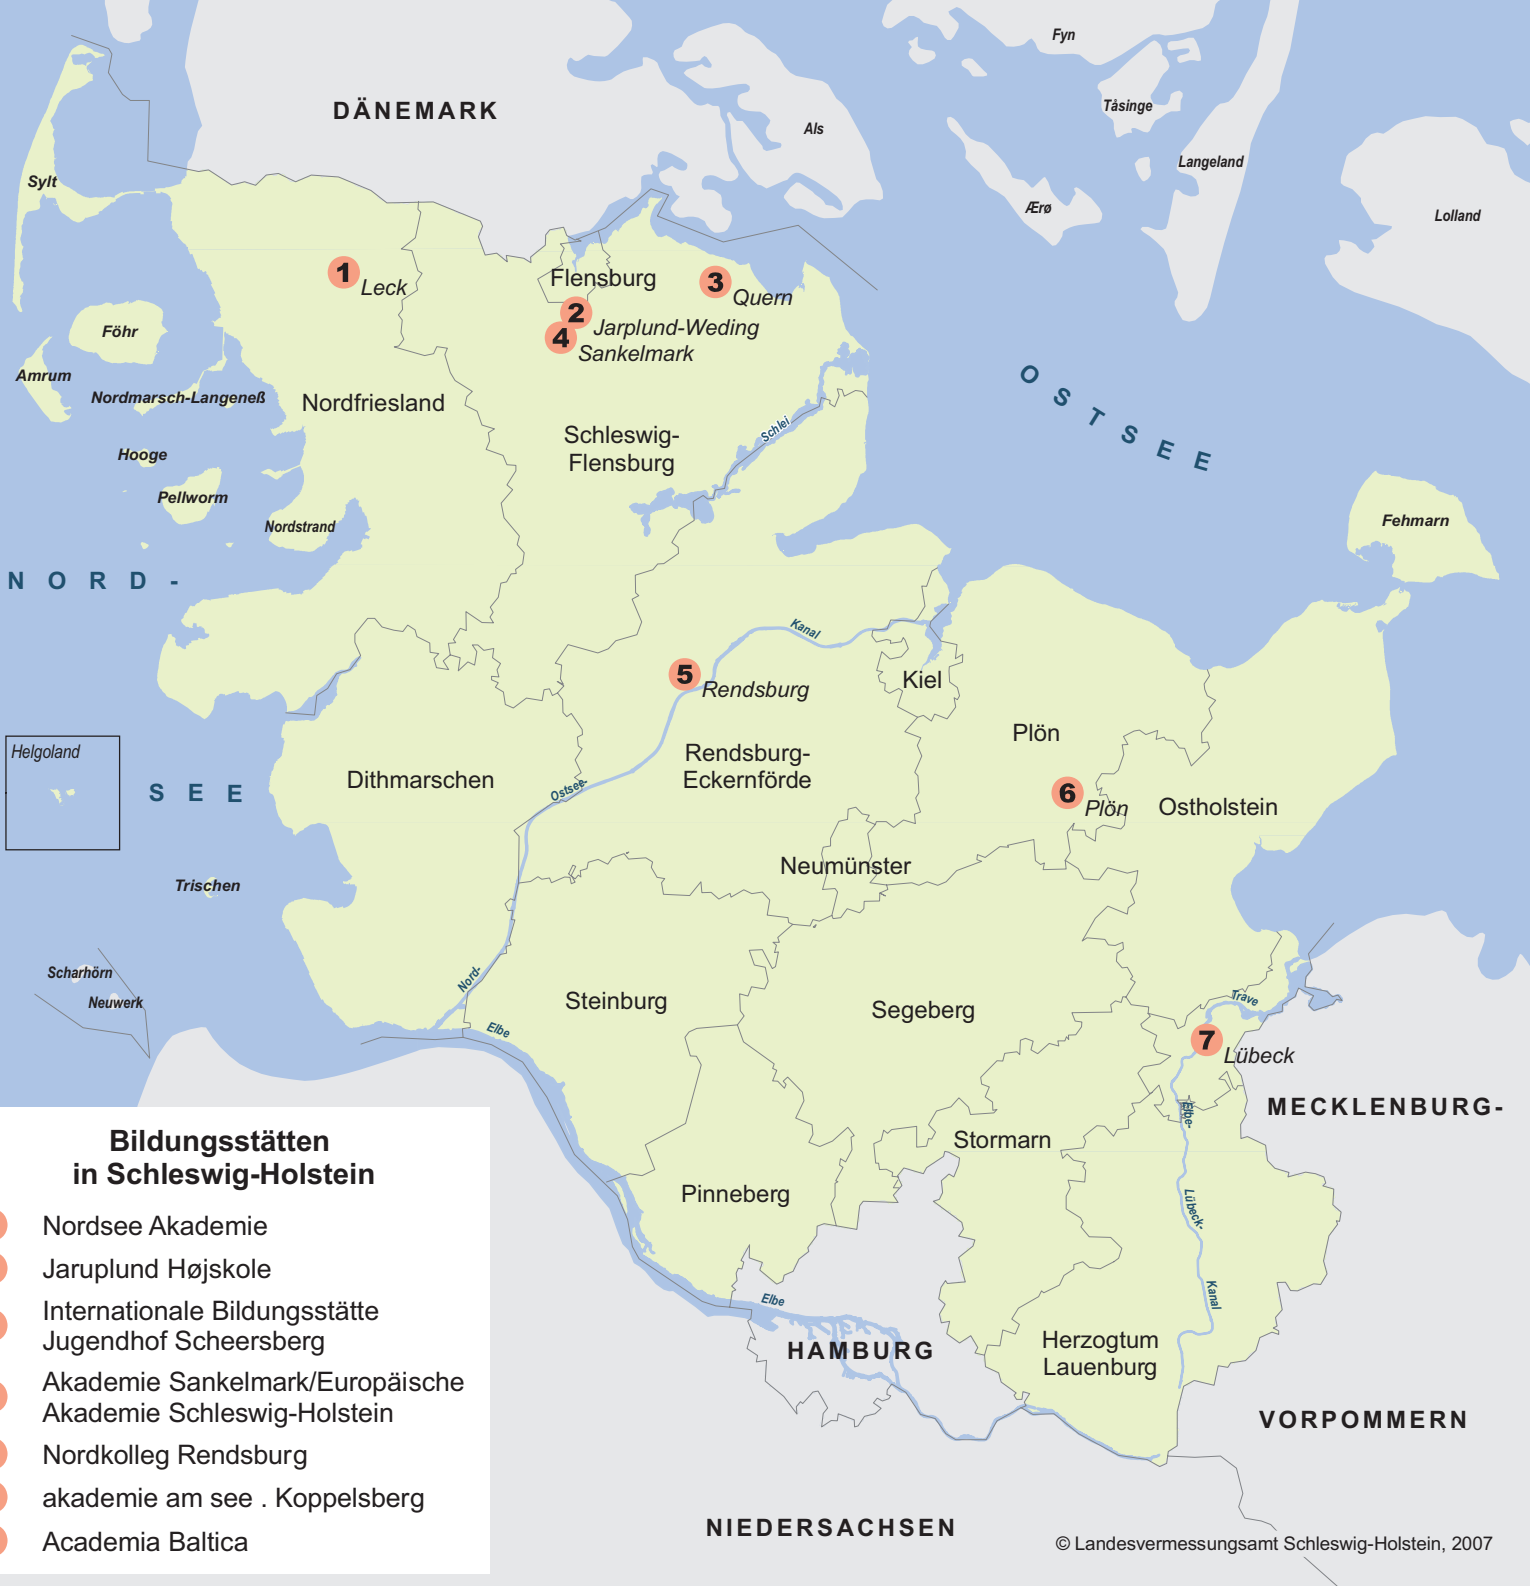 Fyn
Tåsinge
DÄNEMARK
Als
Langeland
Sylt
Ærø
Lolland
1
Leck
Flensburg
3
Quern
2
Jarplund-Weding
4
Sankelmark
Föhr
Amrum
Nordmarsch-Langeneß
Nordfriesland
OSTSEE
Schlei
Schleswig-
Flensburg
Hooge
Pellworm
Nordstrand
Fehmarn
NORD-
Kanal
5
Rendsburg
Kiel
Plön
Helgoland
Rendsburg-
Eckernförde
Dithmarschen
SEE
Ostsee-
6
Plön
Ostholstein
Neumünster
Trischen
Scharhörn
Neuwerk
Nord-
Steinburg
Segeberg
Trave
Elbe
7
Lübeck
MECKLENBURG-
Elbe-
Stormarn
Pinneberg
Lübeck-
Kanal
Elbe
HAMBURG
Herzogtum
Lauenburg
VORPOMMERN
NIEDERSACHSEN
Bildungsstätten
in Schleswig-Holstein
Nordsee Akademie
Jaruplund Højskole
Internationale Bildungsstätte
Jugendhof Scheersberg
Akademie Sankelmark/Europäische
Akademie Schleswig-Holstein
Nordkolleg Rendsburg
akademie am see . Koppelsberg
Academia Baltica
© Landesvermessungsamt Schleswig-Holstein, 2007